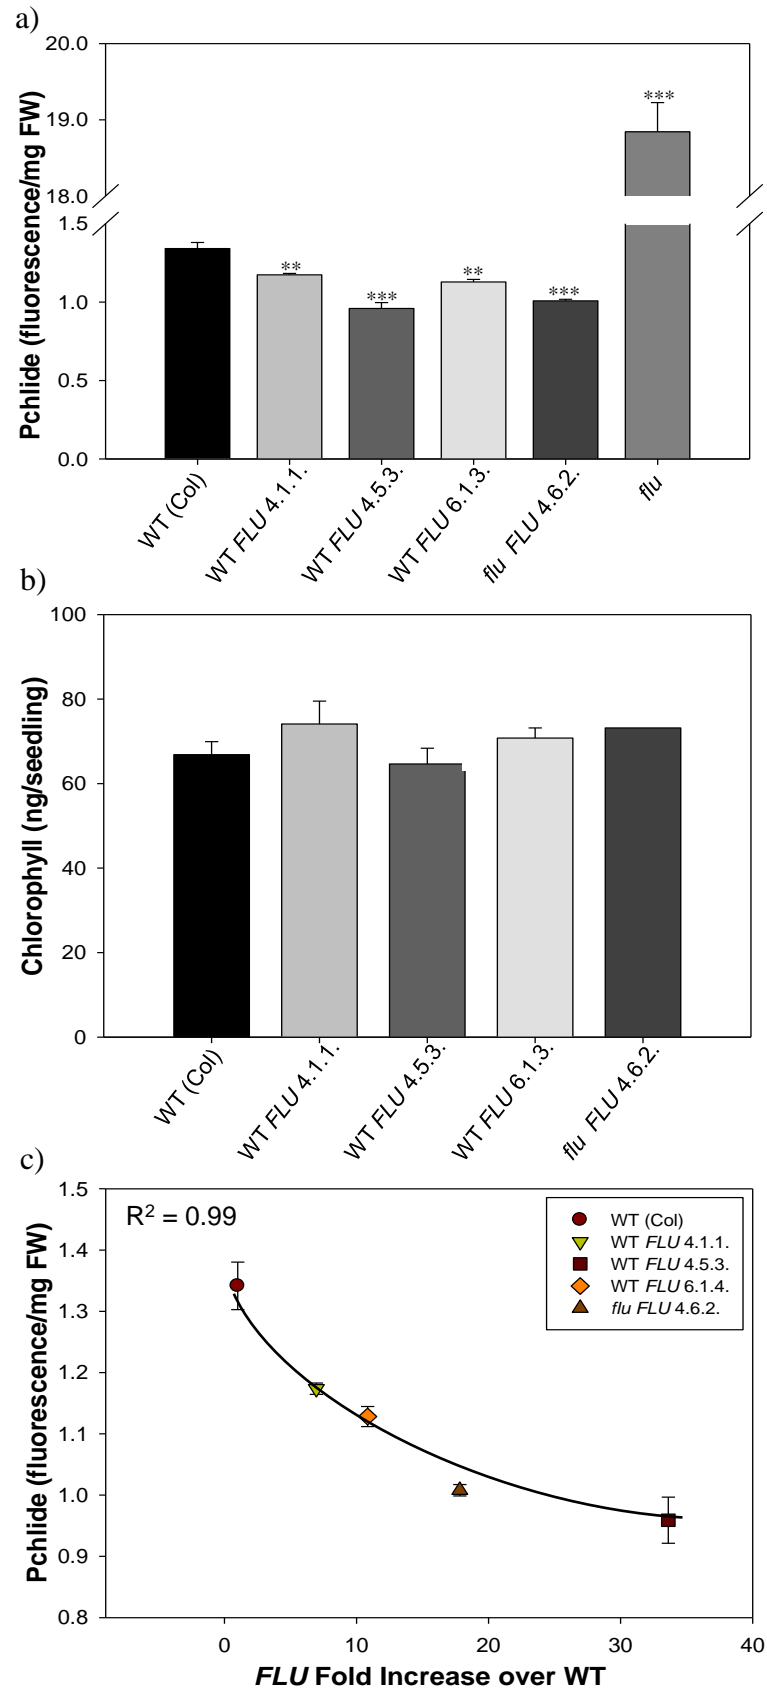 a)
Pchlide (fluorescence/mg FW)
20.0
19.0
18.0
1.5
1.0
0.5
0.0
**
***
**
***
***
WT (Col)
WT FLU 4.1.1.
WT FLU 4.5.3.
WT FLU 6.1.3.
flu FLU 4.6.2.
flu
b)
Chlorophyll (ng/seedling)
100
80
60
40
20
0
WT (Col)
WT FLU 4.1.1.
WT FLU 4.5.3.
WT FLU 6.1.3.
flu FLU 4.6.2.
c)
Pchlide (fluorescence/mg FW)
1.5
1.4
1.3
1.2
1.1
1.0
0.9
0.8
R² = 0.99
WT (Col)
WT FLU 4.1.1.
WT FLU 4.5.3.
WT FLU 6.1.4.
flu FLU 4.6.2.
0 10 20 30 40
FLU Fold Increase over WT